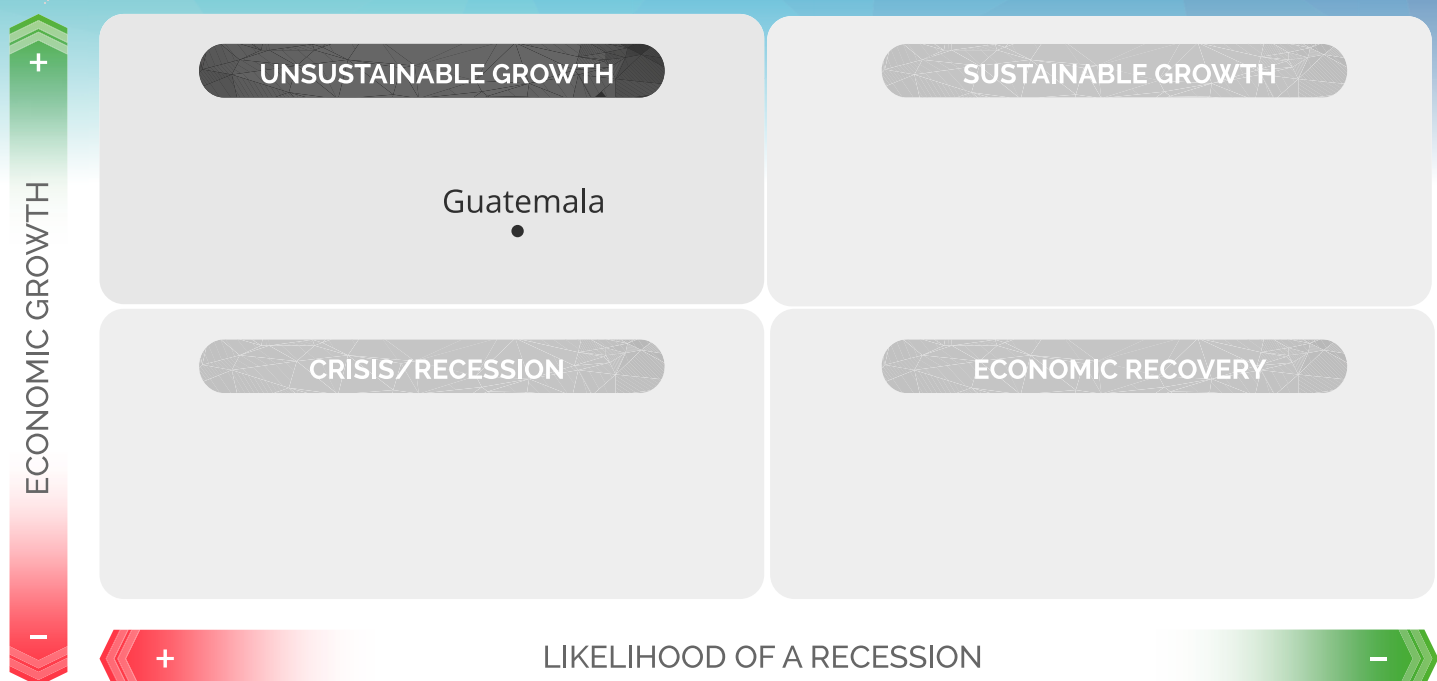 +
UNSUSTAINABLE GROWTH
SUSTAINABLE GROWTH
Guatemala
ECONOMIC GROWTH
CRISIS/RECESSION
ECONOMIC RECOVERY
–
+
LIKELIHOOD OF A RECESSION
–